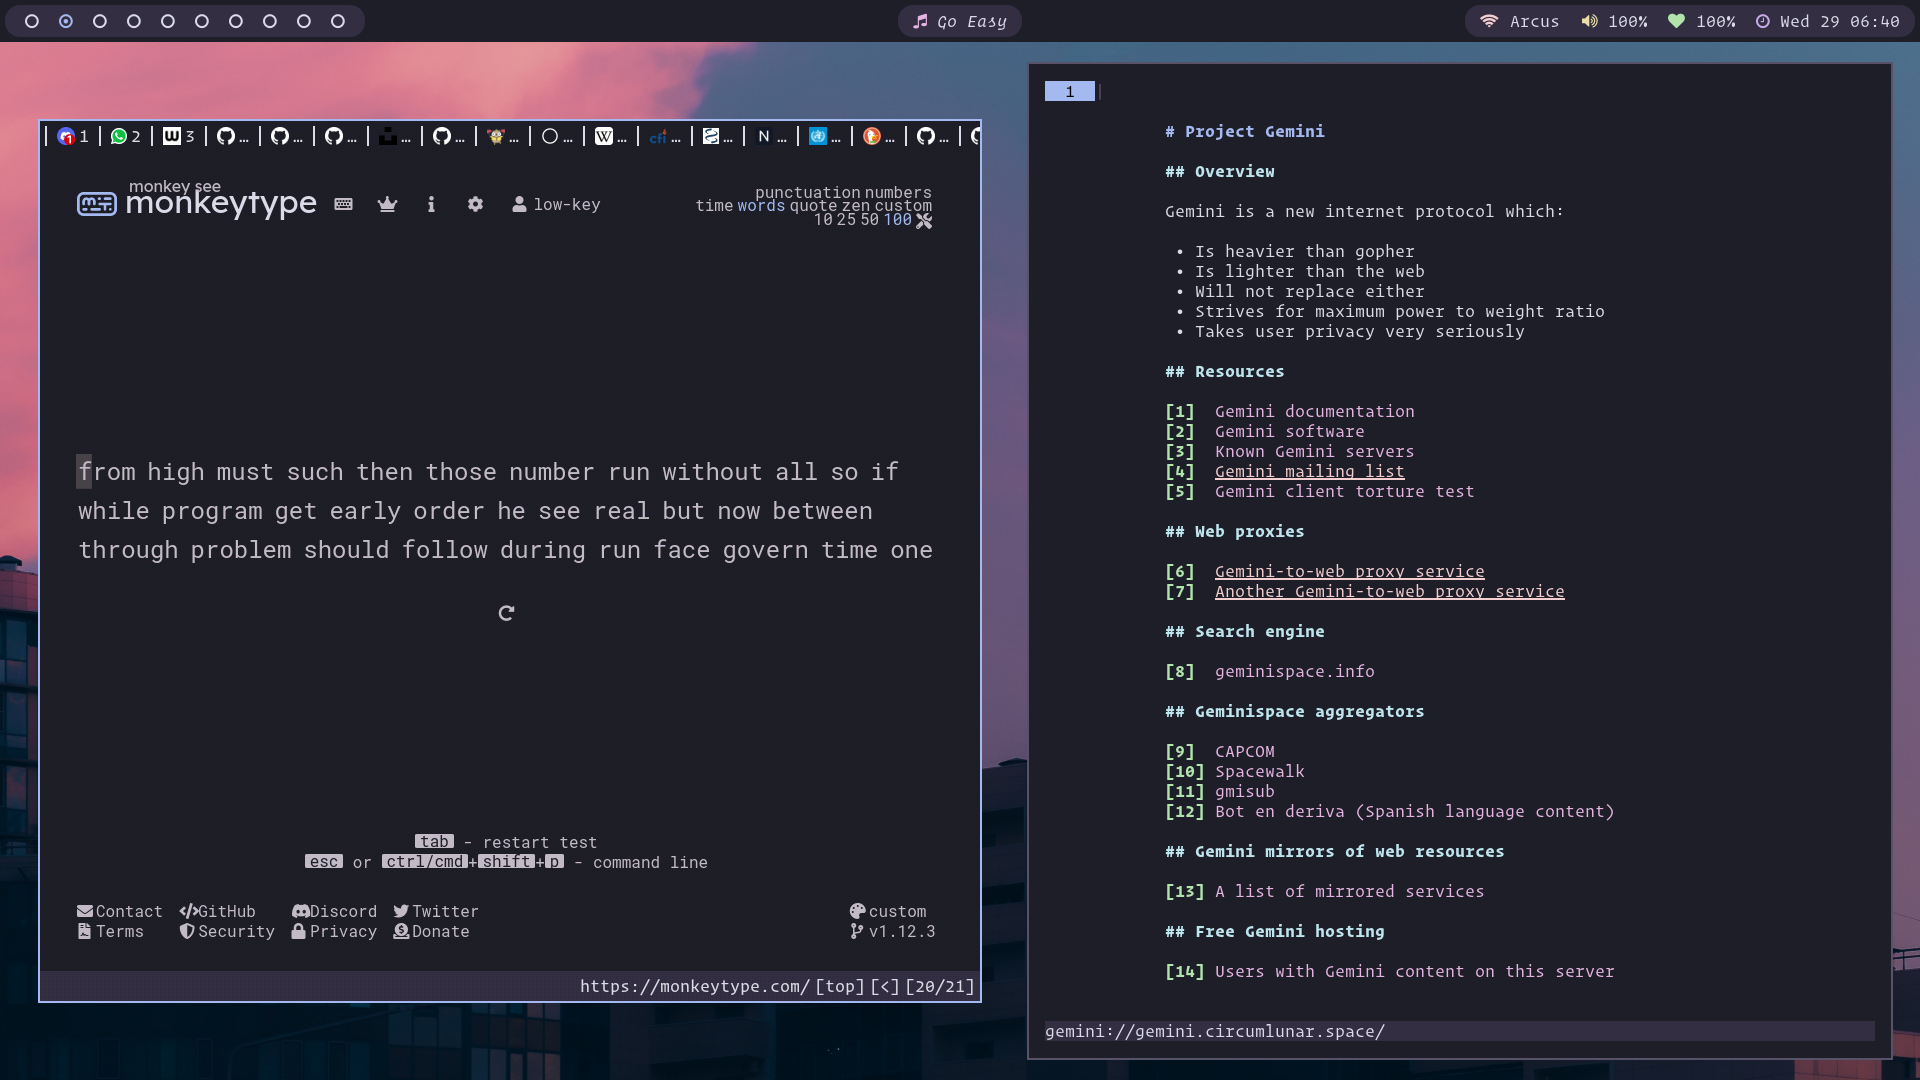 Go Easy
Arcus 100% 100% Wed 29 06:40
1 2 3 ... ... ... ... ... ... ... W ... cfi ... ... N ... ... ... ...
monkey see
monkeytype
low-key
punctuation numbers
time words quote zen custom
10 25 50 100
from high must such then those number run without all so if
while program get early order he see real but now between
through problem should follow during run face govern time one
tab - restart test
esc or ctrl/cmd+shift+p - command line
Contact GitHub Discord Twitter custom
Terms Security Privacy Donate v1.12.3
https://monkeytype.com/ [top] [<] [20/21]
1
# Project Gemini
## Overview
Gemini is a new internet protocol which:
• Is heavier than gopher
• Is lighter than the web
• Will not replace either
• Strives for maximum power to weight ratio
• Takes user privacy very seriously
## Resources
[1] Gemini documentation
[2] Gemini software
[3] Known Gemini servers
[4] Gemini mailing list
[5] Gemini client torture test
## Web proxies
[6] Gemini-to-web proxy service
[7] Another Gemini-to-web proxy service
## Search engine
[8] geminispace.info
## Geminispace aggregators
[9] CAPCOM
[10] Spacewalk
[11] gmisub
[12] Bot en deriva (Spanish language content)
## Gemini mirrors of web resources
[13] A list of mirrored services
## Free Gemini hosting
[14] Users with Gemini content on this server
gemini://gemini.circumlunar.space/